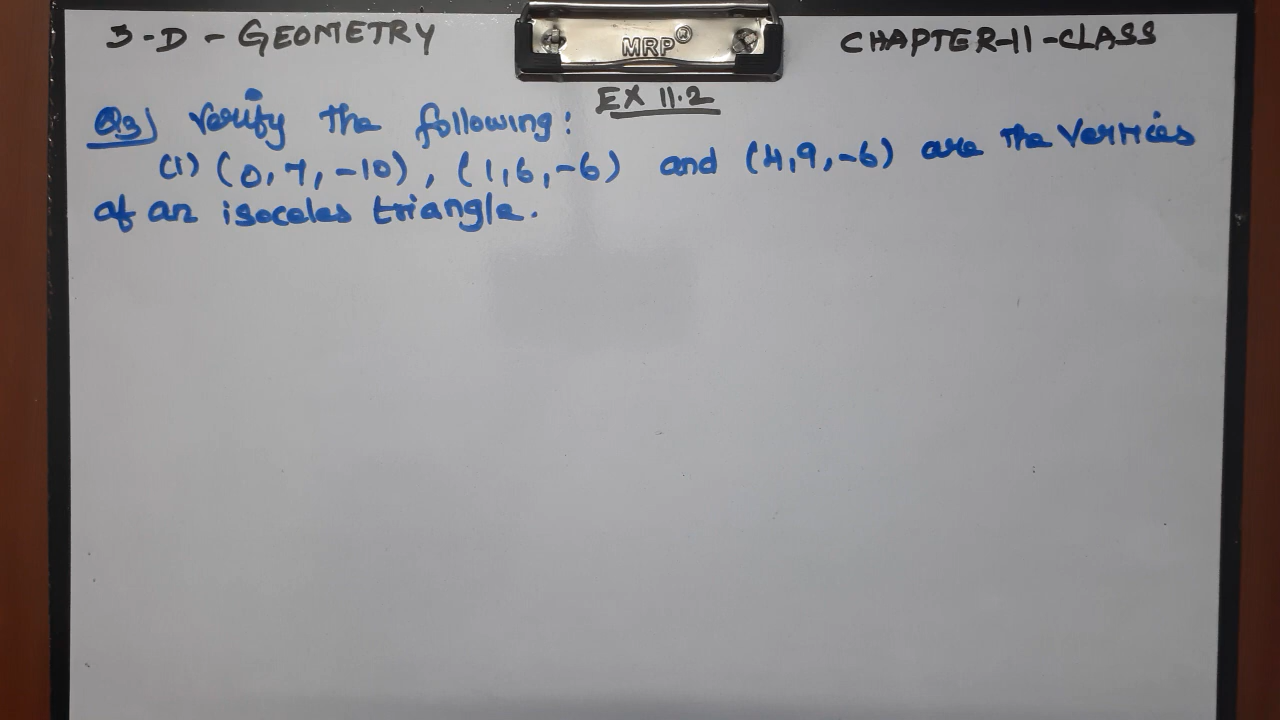 3-D-GEOMETRY
MRP®
CHAPTER-11-CLASS
EX 11.2
Q3) Verify the following:
(i) (0,7,-10), (1,6,-6) and (4,9,-6) are the Vertices
of an isoceles triangle.